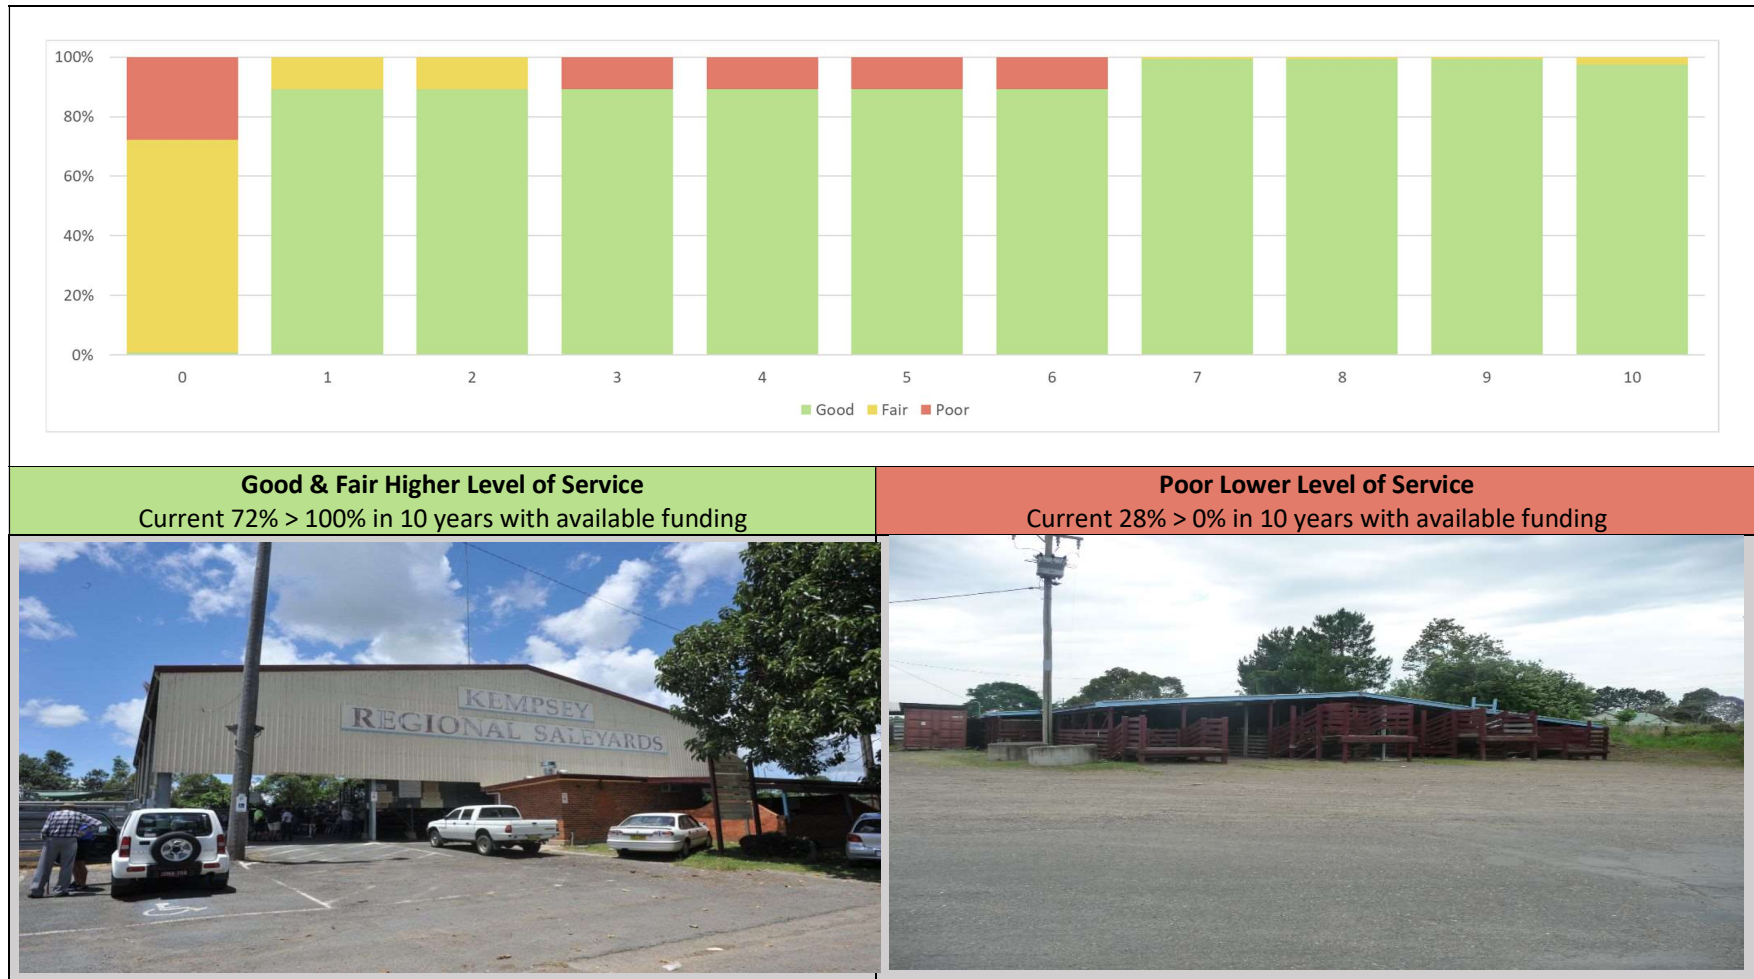 100%
80%
60%
40%
20%
0%
0 1 2 3 4 5 6 7 8 9 10
Good Fair Poor
Good & Fair Higher Level of Service
Current 72% > 100% in 10 years with available funding
Poor Lower Level of Service
Current 28% > 0% in 10 years with available funding
KEMPSEY
REGIONAL SALEYARDS